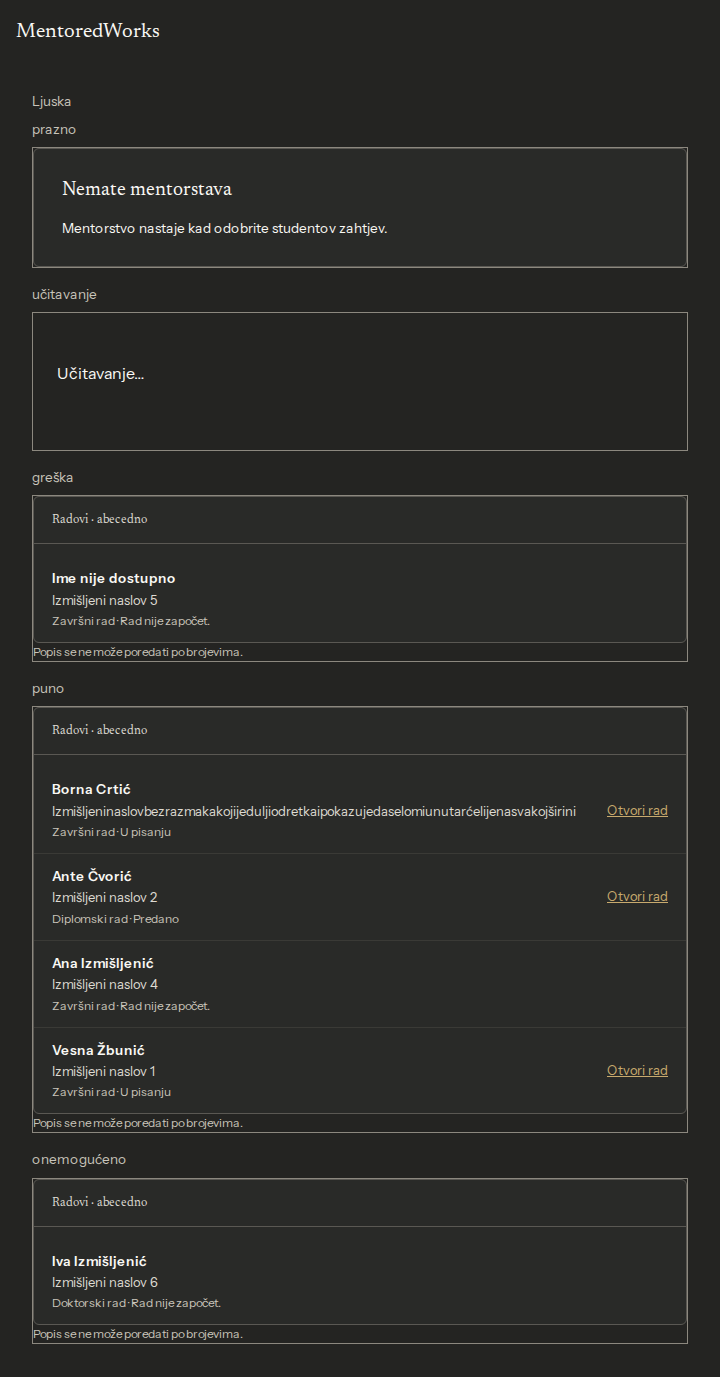 MentoredWorks
Ljuska
prazno
Nemate mentorstava
Mentorstvo nastaje kad odobrite studentov zahtjev.
učitavanje
Učitavanje…
greška
Radovi · abecedno
Ime nije dostupno
Izmišljeni naslov 5
Završni rad · Rad nije započet.
Popis se ne može poredati po brojevima.
puno
Radovi · abecedno
Borna Crtić
Izmišljeninaslovbezrazmakakojijeduljiodretkaipokazujedaselomiunutarćelijenasvakojširini
Otvori rad
Završni rad · U pisanju
Ante Čvorić
Izmišljeni naslov 2
Otvori rad
Diplomski rad · Predano
Ana Izmišljenić
Izmišljeni naslov 4
Završni rad · Rad nije započet.
Vesna Žbunić
Izmišljeni naslov 1
Otvori rad
Završni rad · U pisanju
Popis se ne može poredati po brojevima.
onemogućeno
Radovi · abecedno
Iva Izmišljenić
Izmišljeni naslov 6
Doktorski rad · Rad nije započet.
Popis se ne može poredati po brojevima.